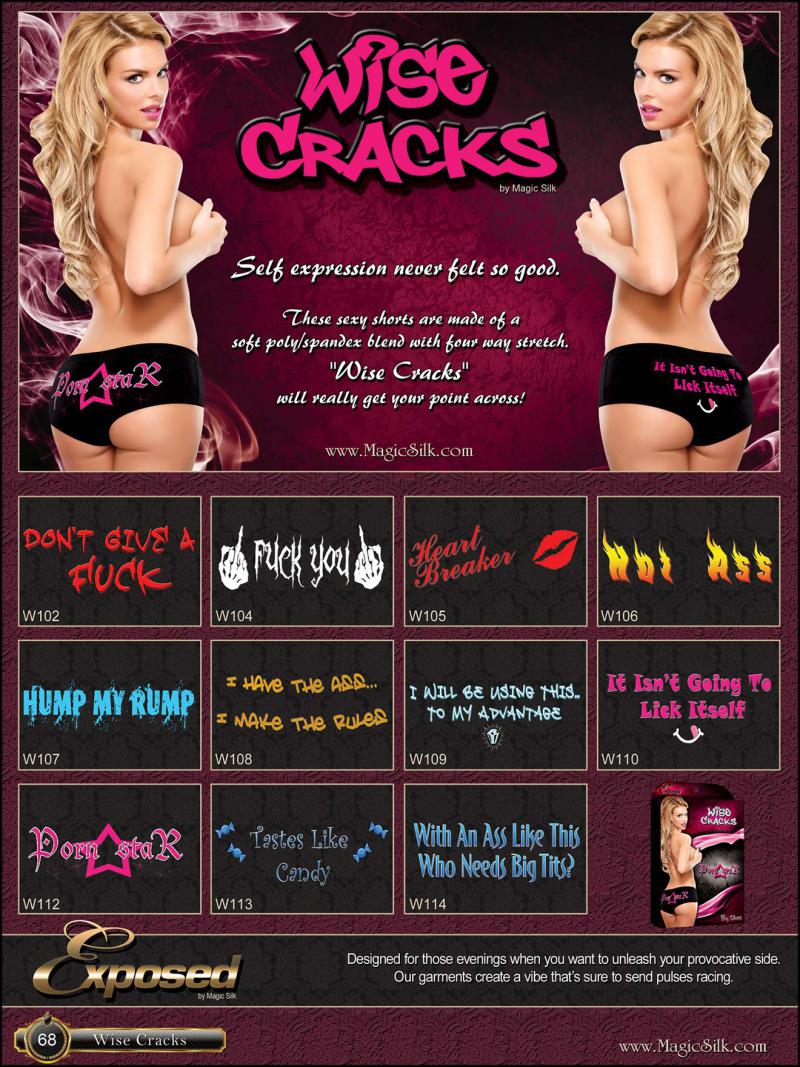 Wise
Cracks
by Magic Silk
Self expression never felt so good.
These sexy shorts are made of a
soft poly/spandex blend with four way stretch.
"Wise Cracks"
will really get your point across!
www.MagicSilk.com
Porn staR
It Isn't Going To
Lick Itself
DON'T GIVE A
FUCK
W102
FUCK YOU
W104
Heart
Breaker
W105
Hot Ass
W106
HUMP MY RUMP
W107
I HAVE THE ASS...
I MAKE THE RULES
W108
I WILL BE USING THIS..
TO MY ADVANTAGE
W109
It Isn't Going To
Lick Itself
W110
Porn staR
W112
Tastes Like
Candy
W113
With An Ass Like This
Who Needs Big Tits?
W114
Wise
Cracks
Porn staR
Exposed
by Magic Silk
Designed for those evenings when you want to unleash your provocative side.
Our garments create a vibe that's sure to send pulses racing.
68
Wise Cracks
www.MagicSilk.com